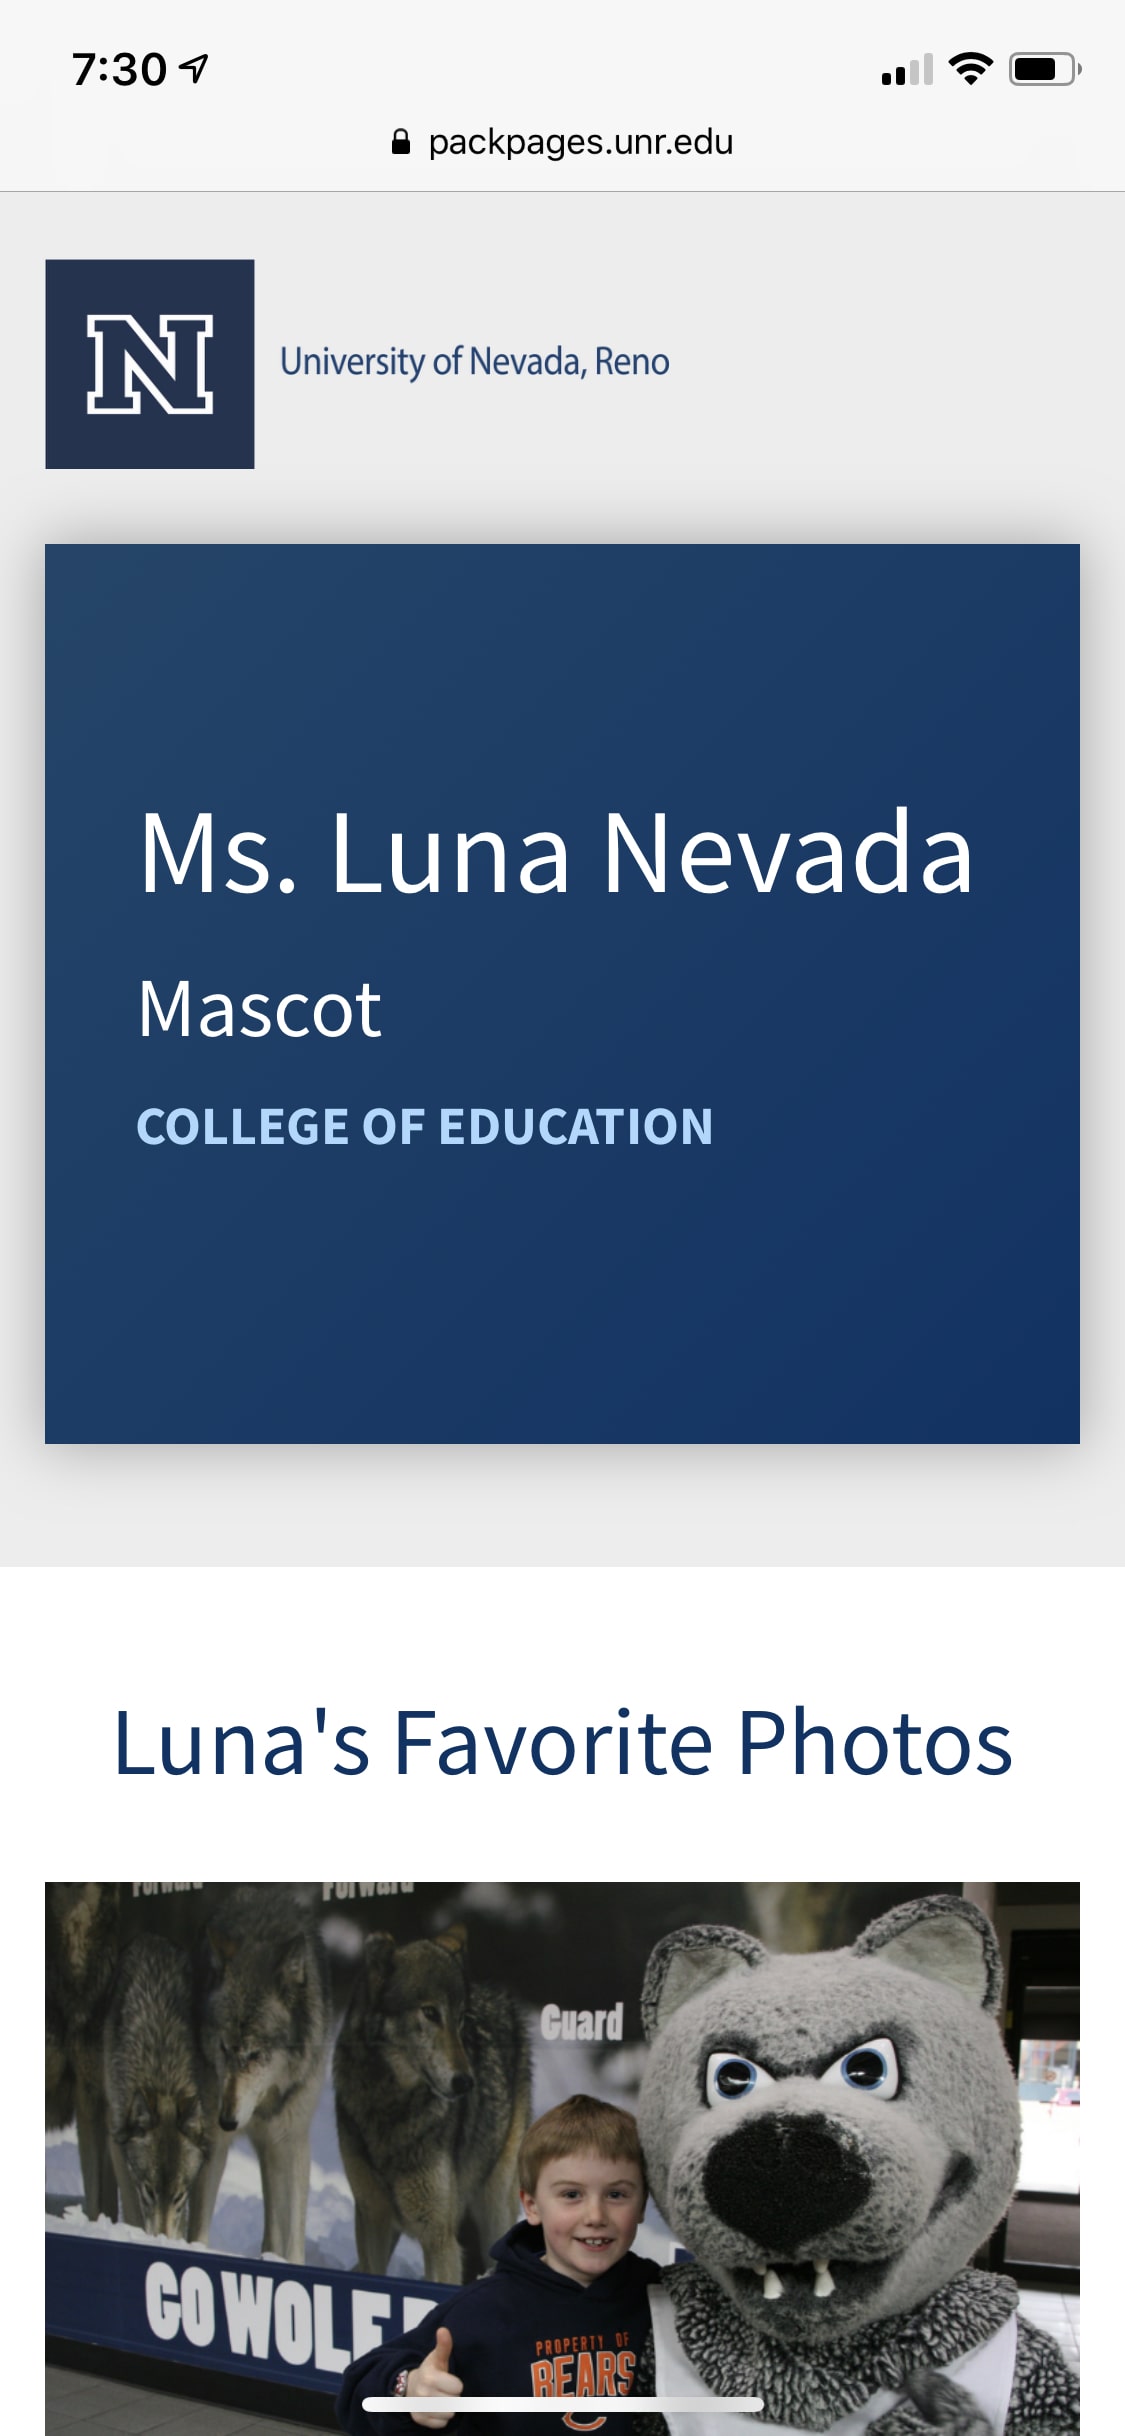 7:30
packpages.unr.edu
N
University of Nevada, Reno
Ms. Luna Nevada
Mascot
COLLEGE OF EDUCATION
Luna's Favorite Photos
Forward Forward
Guard
GO WOLF
PROPERTY OF
BEARS